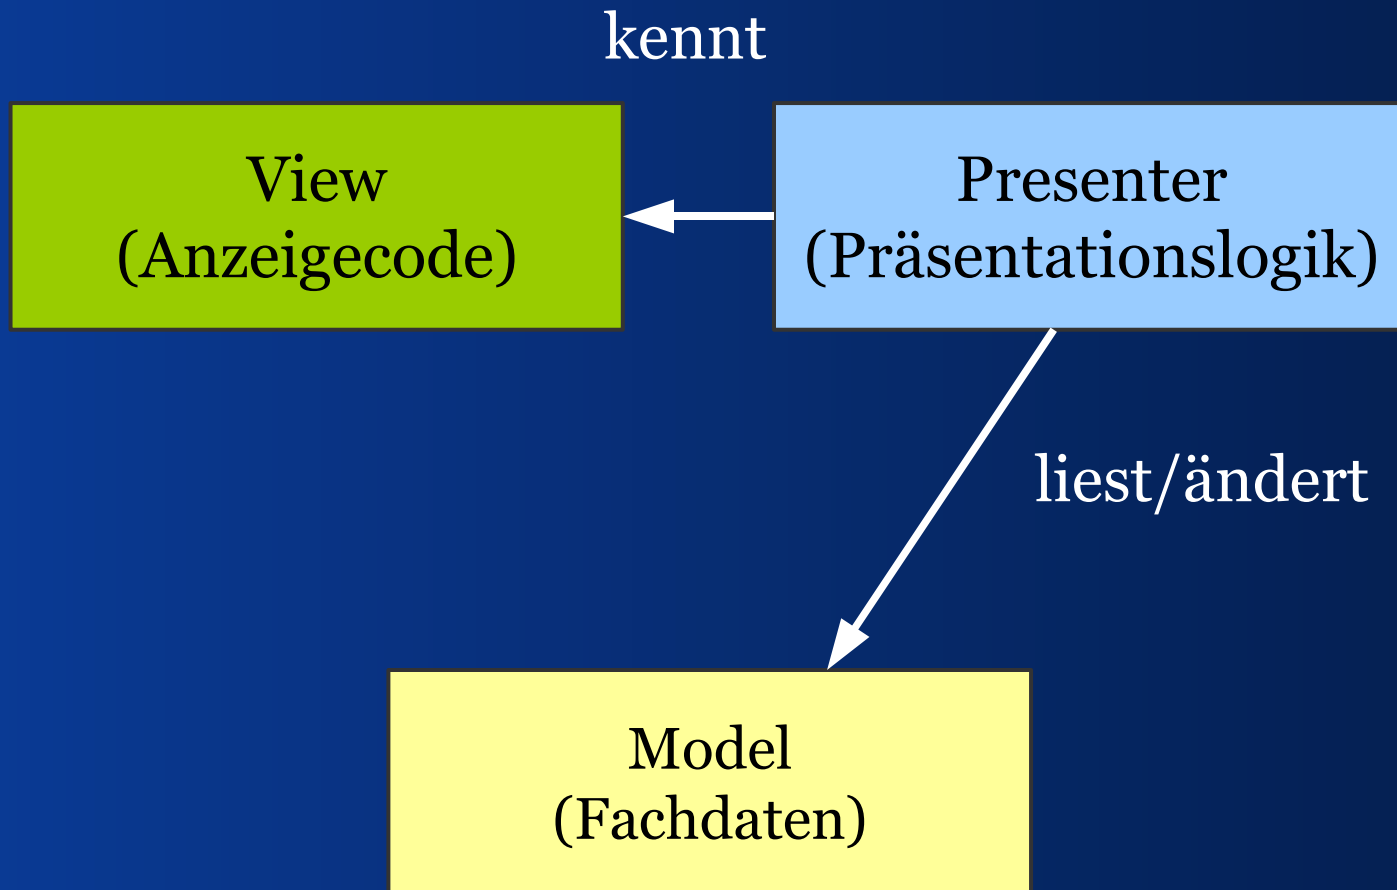 kennt
View
(Anzeigecode)
Presenter
(Präsentationslogik)
liest/ändert
Model
(Fachdaten)